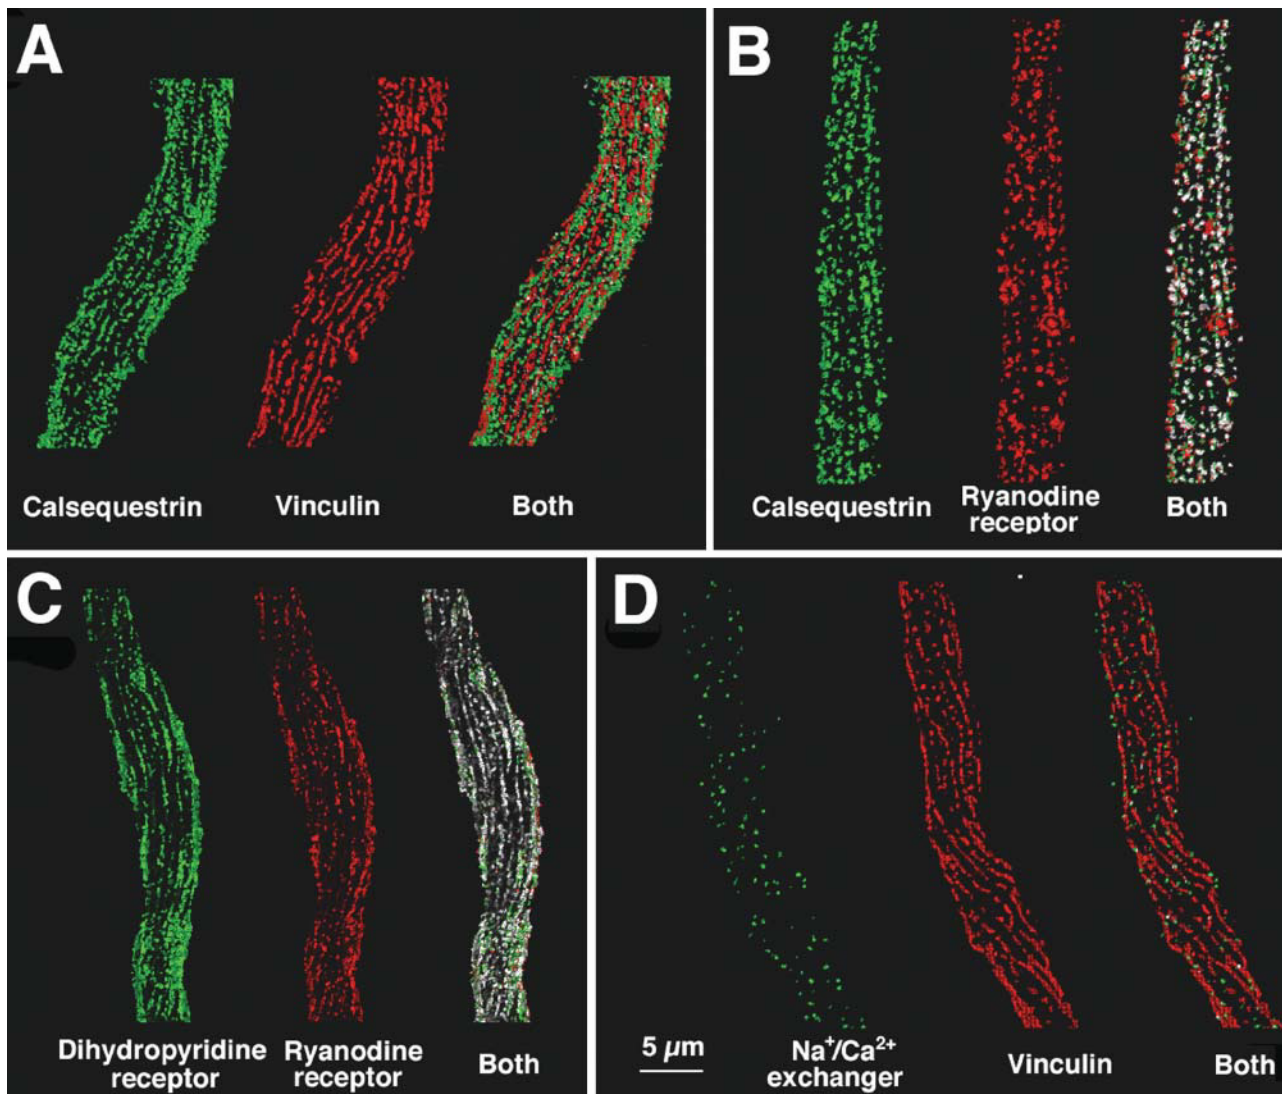 A
Calsequestrin Vinculin Both
B
Calsequestrin Ryanodine receptor Both
C
Dihydropyridine receptor Ryanodine receptor Both
D
5 µm
Na⁺/Ca²⁺ exchanger Vinculin Both